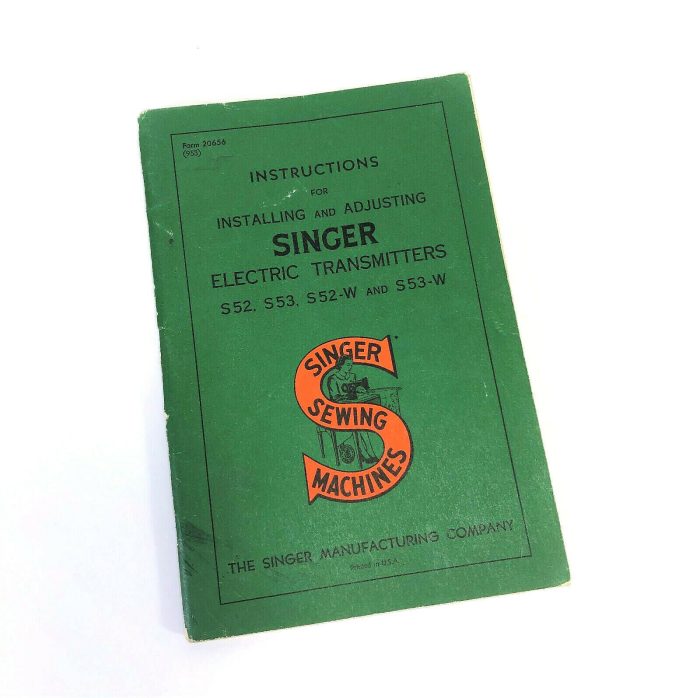 Form 20656
(953)
INSTRUCTIONS
FOR
INSTALLING AND ADJUSTING
SINGER
ELECTRIC TRANSMITTERS
S52, S53, S52-W AND S53-W
SINGER
SEWING
MACHINES
THE SINGER MANUFACTURING COMPANY
Printed in U.S.A.